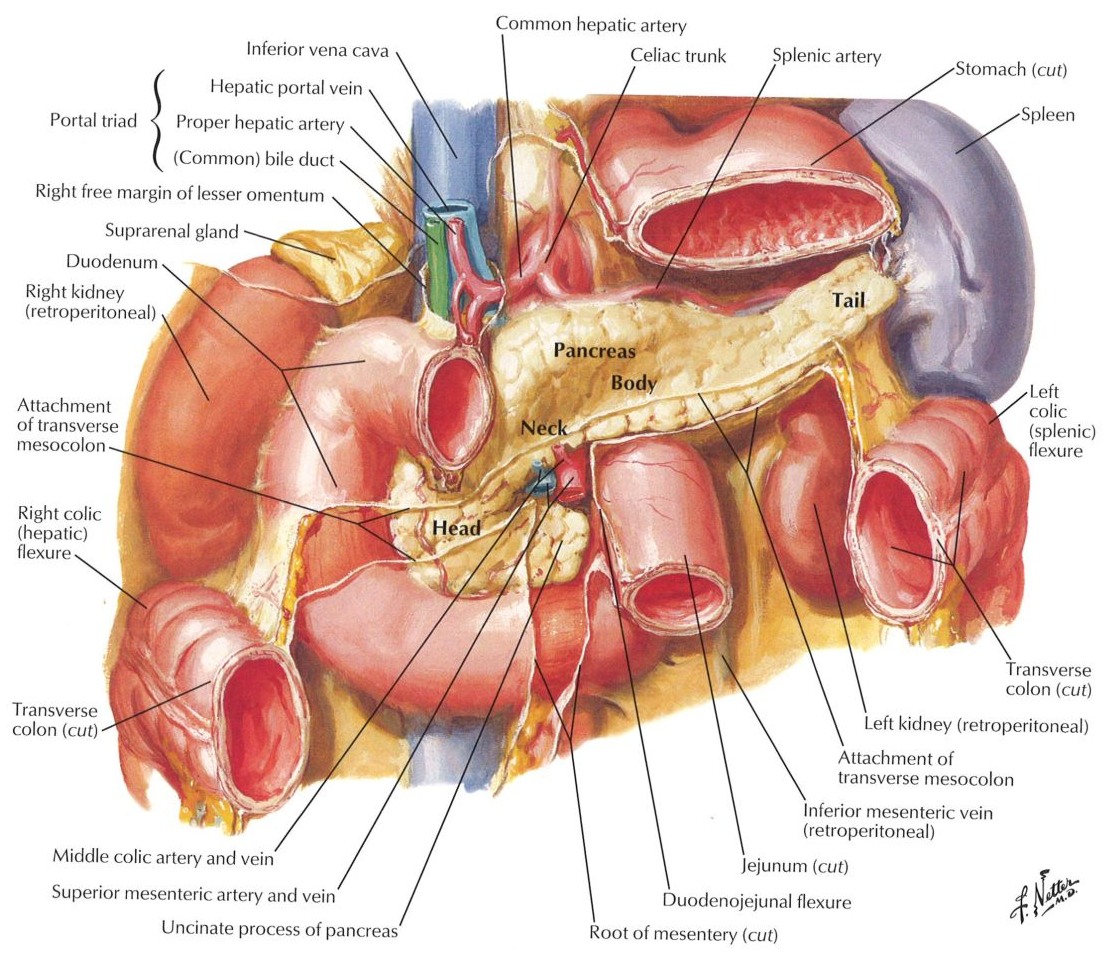 Common hepatic artery
Inferior vena cava
Celiac trunk
Splenic artery
Stomach (cut)
Hepatic portal vein
Portal triad
Proper hepatic artery
Spleen
(Common) bile duct
Right free margin of lesser omentum
Suprarenal gland
Duodenum
Right kidney
(retroperitoneal)
Tail
Pancreas
Body
Neck
Head
Attachment
of transverse
mesocolon
Left
colic
(splenic)
flexure
Right colic
(hepatic)
flexure
Transverse
colon (cut)
Transverse
colon (cut)
Left kidney (retroperitoneal)
Attachment of
transverse mesocolon
Inferior mesenteric vein
(retroperitoneal)
Middle colic artery and vein
Jejunum (cut)
Superior mesenteric artery and vein
Duodenojejunal flexure
Uncinate process of pancreas
Root of mesentery (cut)
F. Netter
M.D.